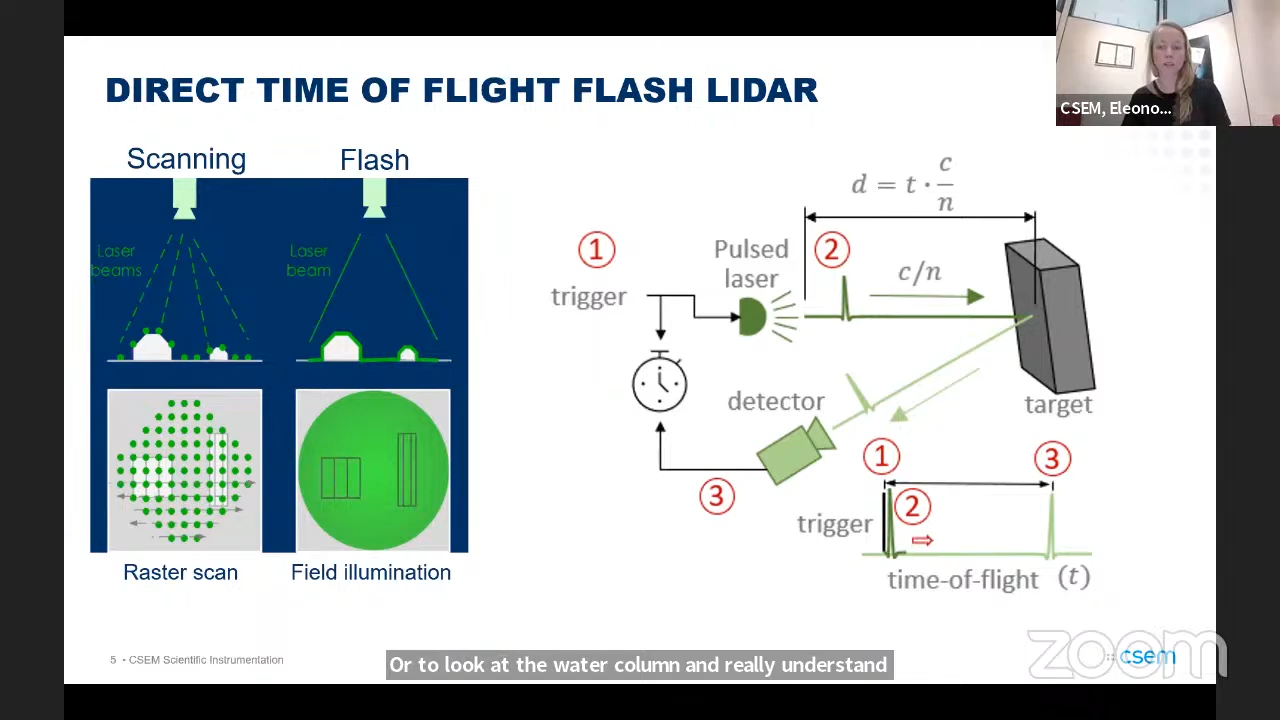 DIRECT TIME OF FLIGHT FLASH LIDAR
CSEM, Eleono...
Scanning
Flash
Laser
beams
Laser
beam
Raster scan
Field illumination
d = t · c/n
1
trigger
Pulsed
laser
2
c/n
detector
target
3
1
3
2
trigger
time-of-flight (t)
5 • CSEM Scientific Instrumentation
Or to look at the water column and really understand
zoom
csem